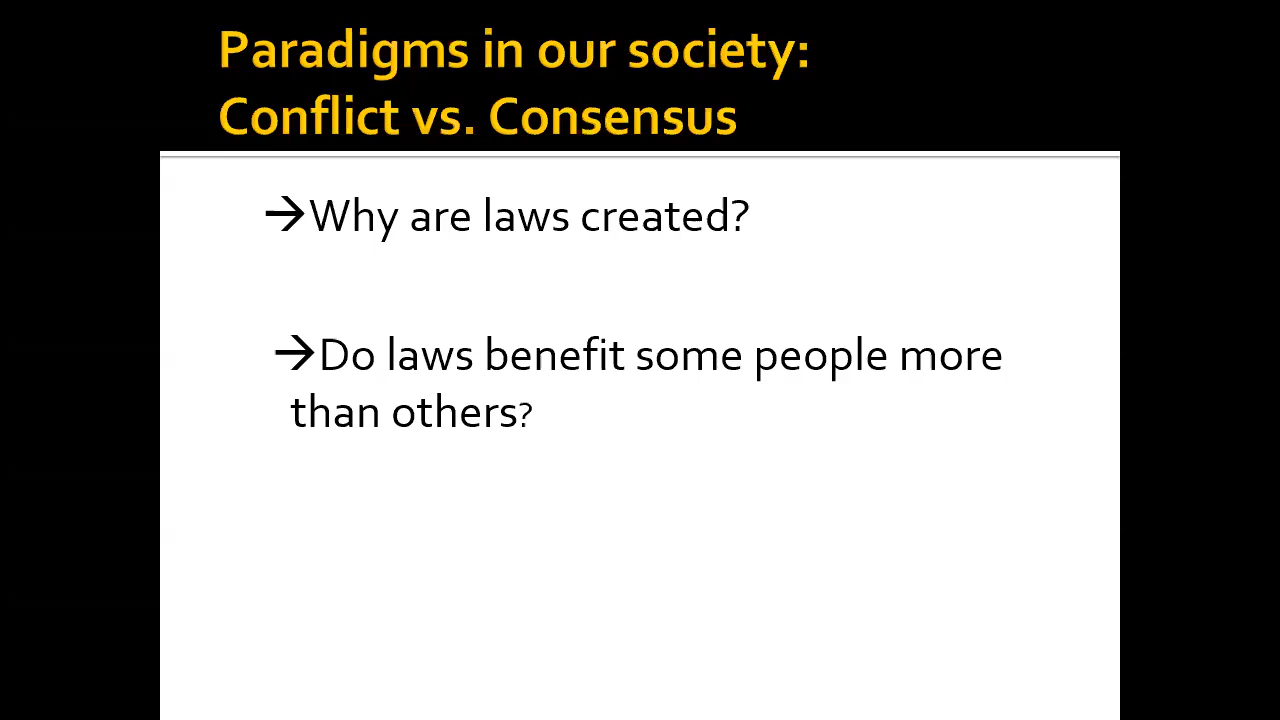 Paradigms in our society:
Conflict vs. Consensus
→Why are laws created?
→Do laws benefit some people more
than others?